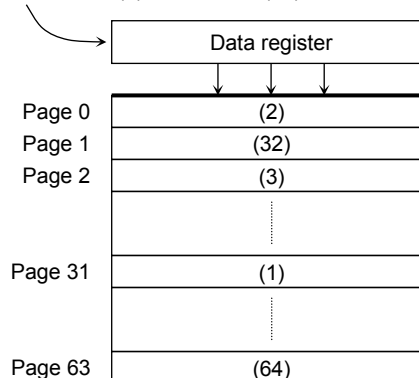 Data register
Page 0 (2)
Page 1 (32)
Page 2 (3)
Page 31 (1)
Page 63 (64)